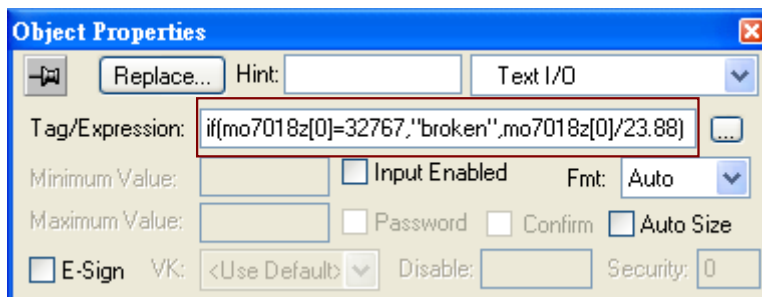 Object Properties
Replace... Hint: Text I/O
Tag/Expression: if(mo7018z[0]=32767,"broken",mo7018z[0]/23.88) ...
Minimum Value: Input Enabled Fmt: Auto
Maximum Value: Password Confirm Auto Size
E-Sign VK: <Use Default> Disable: Security: 0